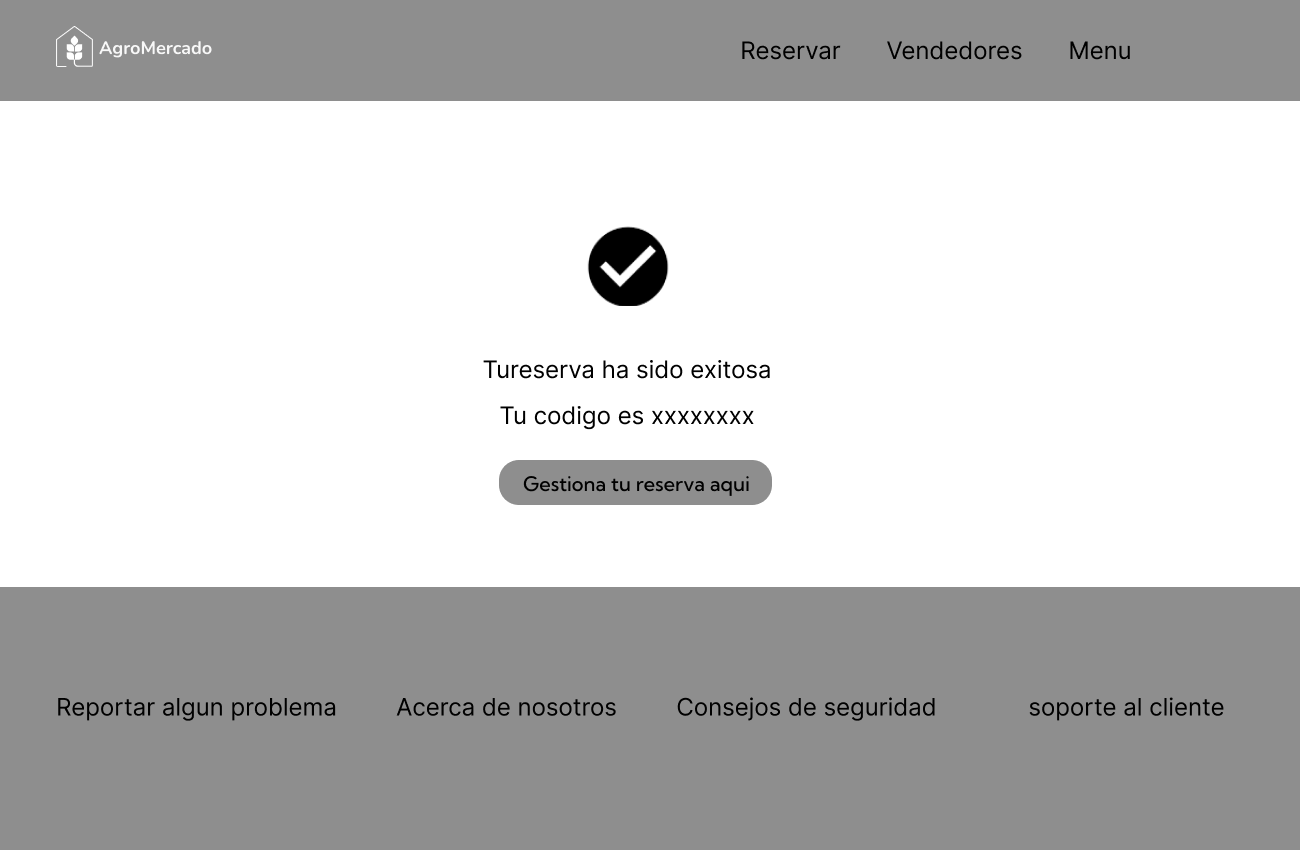 AgroMercado
Reservar Vendedores Menu
Tureserva ha sido exitosa
Tu codigo es xxxxxxxx
Gestiona tu reserva aqui
Reportar algun problema Acerca de nosotros Consejos de seguridad soporte al cliente